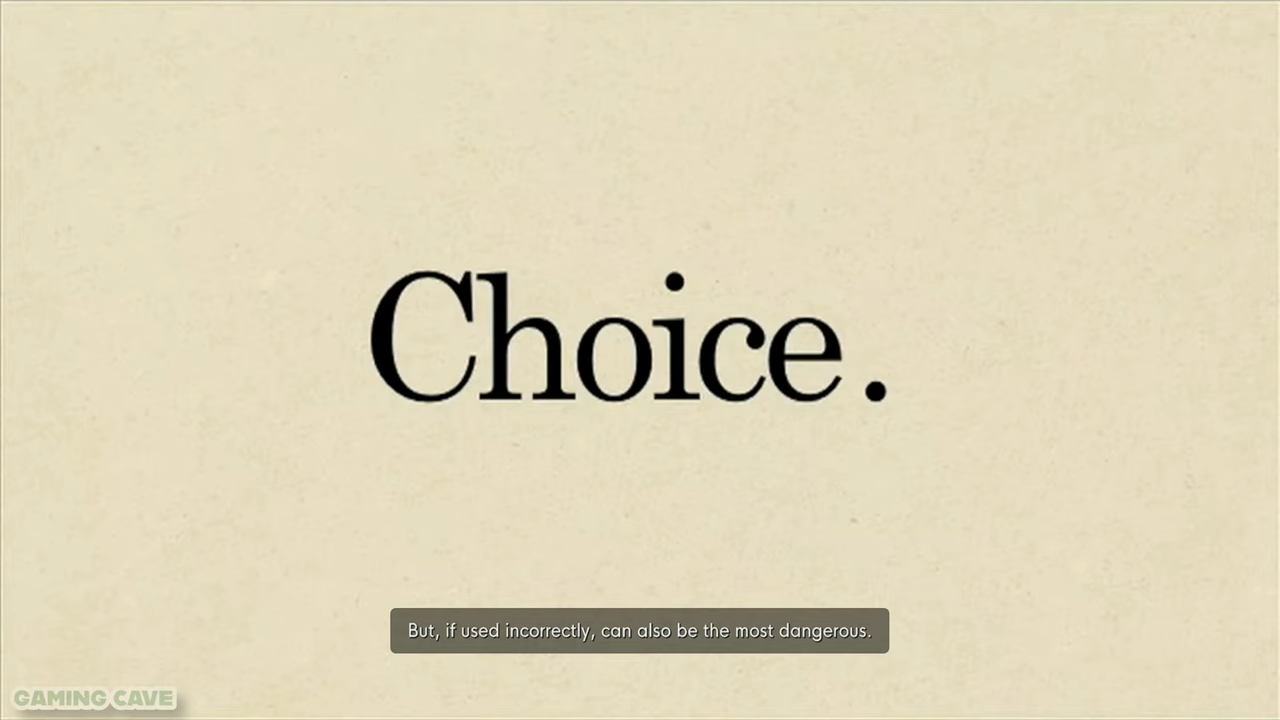 Choice.
But, if used incorrectly, can also be the most dangerous.
GAMING CAVE